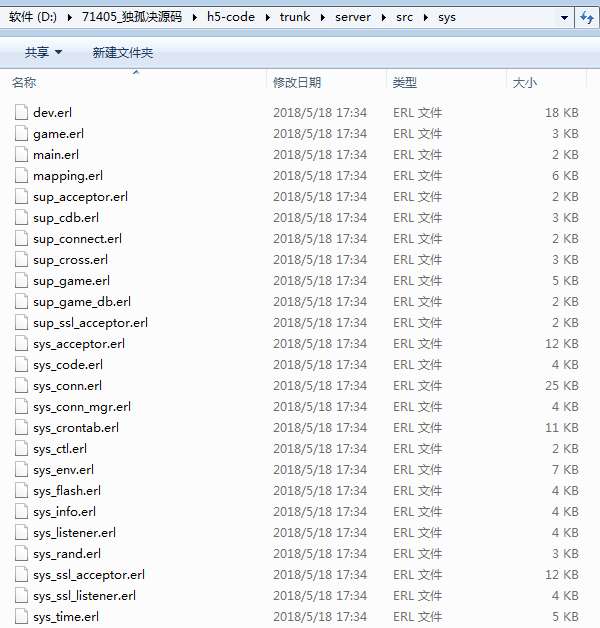 软件 (D:) 71405_独孤决源码 h5-code trunk server src sys
共享 新建文件夹
名称 修改日期 类型 大小
dev.erl 2018/5/18 17:34 ERL 文件 18 KB
game.erl 2018/5/18 17:34 ERL 文件 3 KB
main.erl 2018/5/18 17:34 ERL 文件 2 KB
mapping.erl 2018/5/18 17:34 ERL 文件 6 KB
sup_acceptor.erl 2018/5/18 17:34 ERL 文件 2 KB
sup_cdb.erl 2018/5/18 17:34 ERL 文件 3 KB
sup_connect.erl 2018/5/18 17:34 ERL 文件 2 KB
sup_cross.erl 2018/5/18 17:34 ERL 文件 3 KB
sup_game.erl 2018/5/18 17:34 ERL 文件 5 KB
sup_game_db.erl 2018/5/18 17:34 ERL 文件 2 KB
sup_ssl_acceptor.erl 2018/5/18 17:34 ERL 文件 2 KB
sys_acceptor.erl 2018/5/18 17:34 ERL 文件 12 KB
sys_code.erl 2018/5/18 17:34 ERL 文件 4 KB
sys_conn.erl 2018/5/18 17:34 ERL 文件 25 KB
sys_conn_mgr.erl 2018/5/18 17:34 ERL 文件 4 KB
sys_crontab.erl 2018/5/18 17:34 ERL 文件 11 KB
sys_ctl.erl 2018/5/18 17:34 ERL 文件 2 KB
sys_env.erl 2018/5/18 17:34 ERL 文件 7 KB
sys_flash.erl 2018/5/18 17:34 ERL 文件 4 KB
sys_info.erl 2018/5/18 17:34 ERL 文件 4 KB
sys_listener.erl 2018/5/18 17:34 ERL 文件 4 KB
sys_rand.erl 2018/5/18 17:34 ERL 文件 3 KB
sys_ssl_acceptor.erl 2018/5/18 17:34 ERL 文件 12 KB
sys_ssl_listener.erl 2018/5/18 17:34 ERL 文件 4 KB
sys_time.erl 2018/5/18 17:34 ERL 文件 5 KB